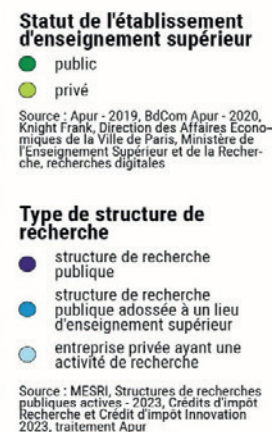 Statut de l'établissement
d'enseignement supérieur
public
privé
Source : Apur - 2019, BdCom Apur - 2020,
Knight Frank, Direction des Affaires Écono-
miques de la Ville de Paris, Ministère de
l'Enseignement Supérieur et de la Recher-
che, recherches digitales
Type de structure de
recherche
structure de recherche
publique
structure de recherche
publique adossée à un lieu
d'enseignement supérieur
entreprise privée ayant une
activité de recherche
Source : MESRI, Structures de recherches
publiques actives - 2023, Crédits d'impôt
Recherche et Crédit d'impôt Innovation
2023, traitement Apur